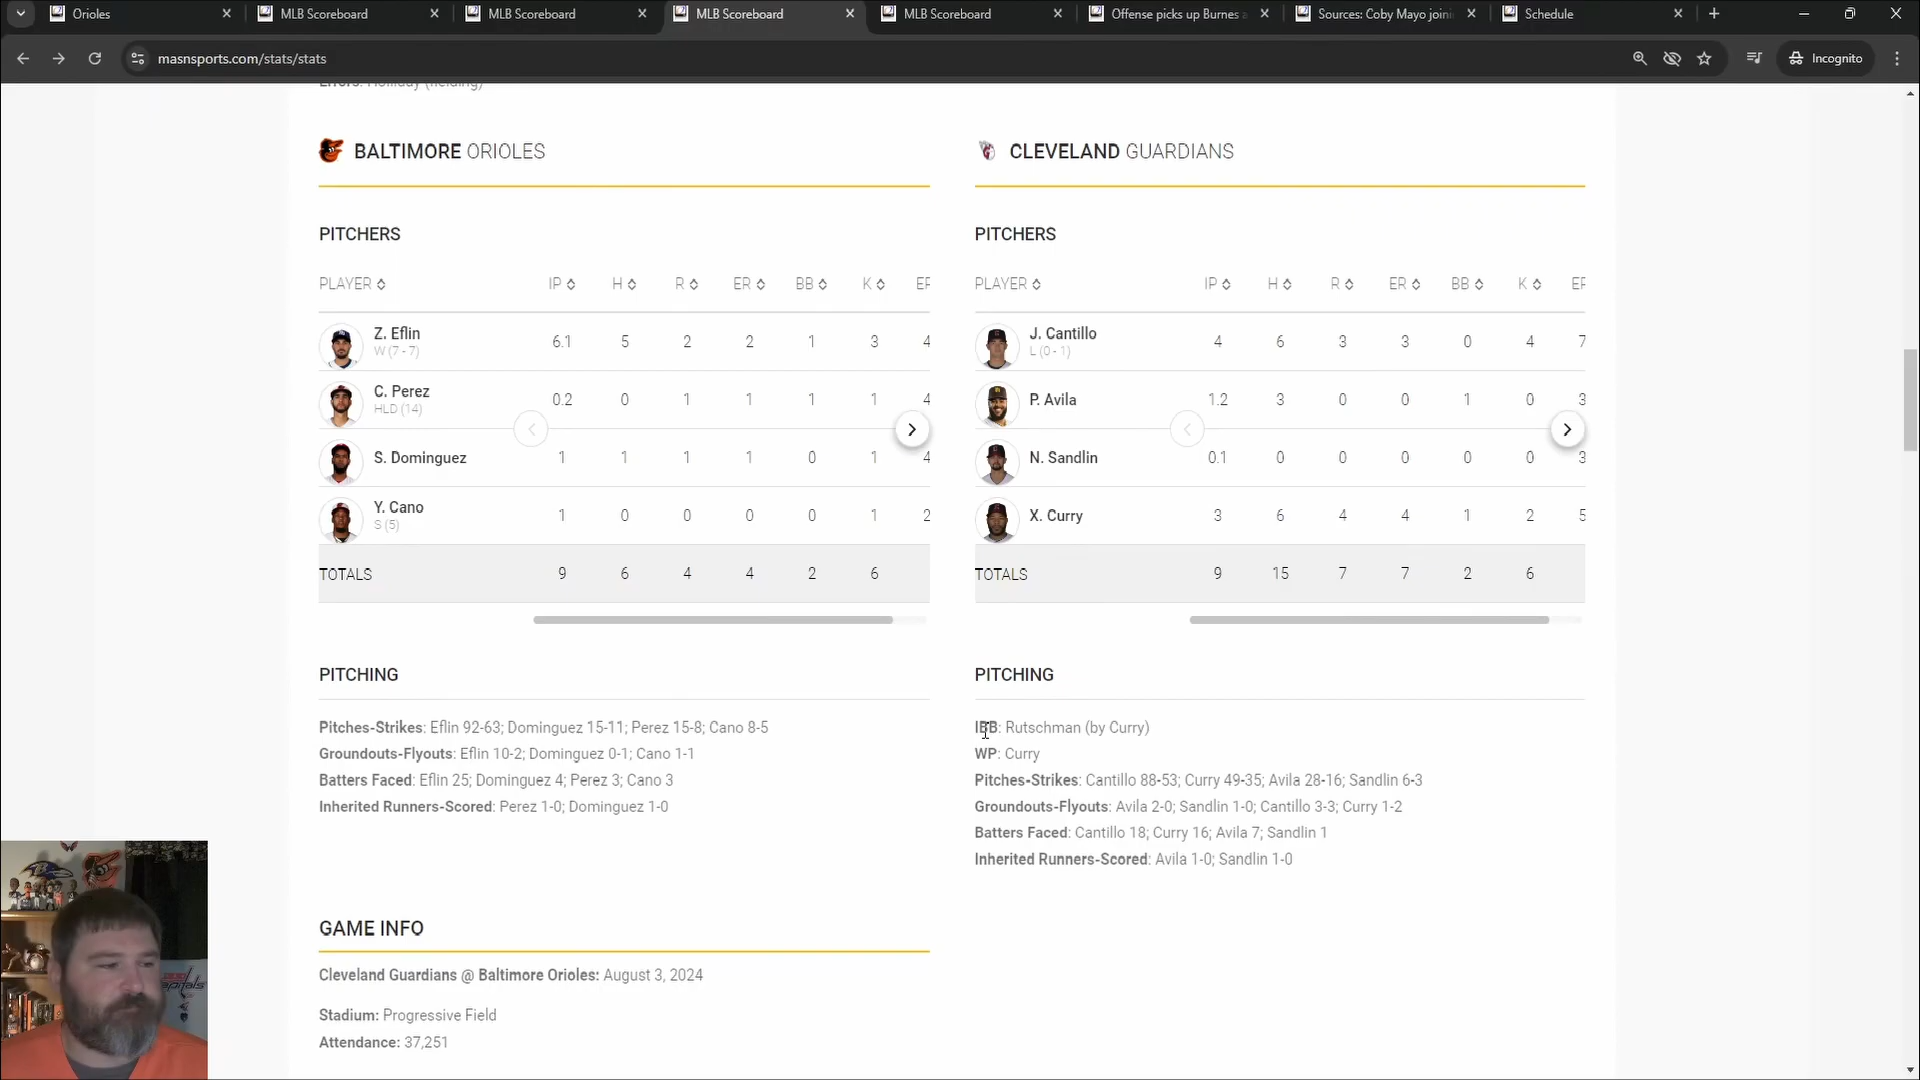 Orioles
MLB Scoreboard
MLB Scoreboard
MLB Scoreboard
MLB Scoreboard
Offense picks up Burnes a
Sources: Coby Mayo joini
Schedule
masnsports.com/stats/stats
Incognito
Errors: Holliday (fielding)
BALTIMORE ORIOLES
PITCHERS
PLAYER IP H R ER BB K
Z. Eflin 6.1 5 2 2 1 3 4
W (7 - 7)
C. Perez 0.2 0 1 1 1 1 4
HLD (14)
S. Dominguez 1 1 1 1 0 1 4
Y. Cano 1 0 0 0 0 1 2
S (5)
TOTALS 9 6 4 4 2 6
PITCHING
Pitches-Strikes: Eflin 92-63; Dominguez 15-11; Perez 15-8; Cano 8-5
Groundouts-Flyouts: Eflin 10-2; Dominguez 0-1; Cano 1-1
Batters Faced: Eflin 25; Dominguez 4; Perez 3; Cano 3
Inherited Runners-Scored: Perez 1-0; Dominguez 1-0
CLEVELAND GUARDIANS
PITCHERS
PLAYER IP H R ER BB K
J. Cantillo 4 6 3 3 0 4 7
L (0 - 1)
P. Avila 1.2 3 0 0 1 0 3
N. Sandlin 0.1 0 0 0 0 0 3
X. Curry 3 6 4 4 1 2 5
TOTALS 9 15 7 7 2 6
PITCHING
IBB: Rutschman (by Curry)
WP: Curry
Pitches-Strikes: Cantillo 88-53; Curry 49-35; Avila 28-16; Sandlin 6-3
Groundouts-Flyouts: Avila 2-0; Sandlin 1-0; Cantillo 3-3; Curry 1-2
Batters Faced: Cantillo 18; Curry 16; Avila 7; Sandlin 1
Inherited Runners-Scored: Avila 1-0; Sandlin 1-0
GAME INFO
Cleveland Guardians @ Baltimore Orioles: August 3, 2024
Stadium: Progressive Field
Attendance: 37,251